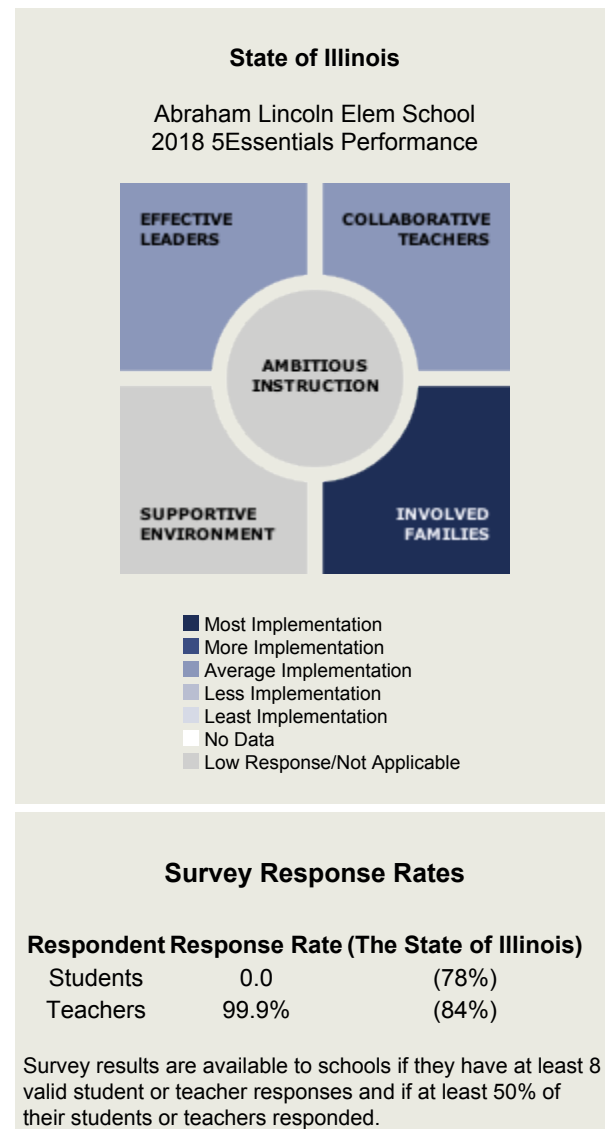 State of Illinois
Abraham Lincoln Elem School
2018 5Essentials Performance
EFFECTIVE
LEADERS
COLLABORATIVE
TEACHERS
AMBITIOUS
INSTRUCTION
SUPPORTIVE
ENVIRONMENT
INVOLVED
FAMILIES
Most Implementation
More Implementation
Average Implementation
Less Implementation
Least Implementation
No Data
Low Response/Not Applicable
Survey Response Rates
Respondent Response Rate (The State of Illinois)
Students 0.0 (78%)
Teachers 99.9% (84%)
Survey results are available to schools if they have at least 8
valid student or teacher responses and if at least 50% of
their students or teachers responded.